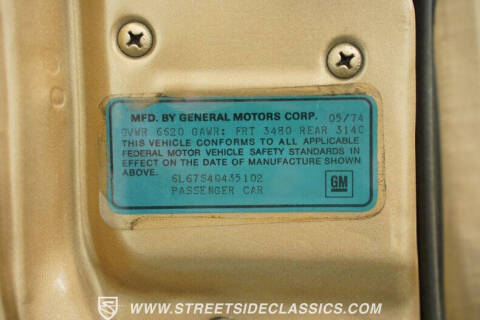 MFD. BY GENERAL MOTORS CORP. 05/74
GVWR 6620 GAWR: FRT 3480 REAR 3140
THIS VEHICLE CONFORMS TO ALL APPLICABLE
FEDERAL MOTOR VEHICLE SAFETY STANDARDS IN
EFFECT ON THE DATE OF MANUFACTURE SHOWN
ABOVE.
6L67S4Q435102
PASSENGER CAR
GM
WWW.STREETSIDECLASSICS.COM